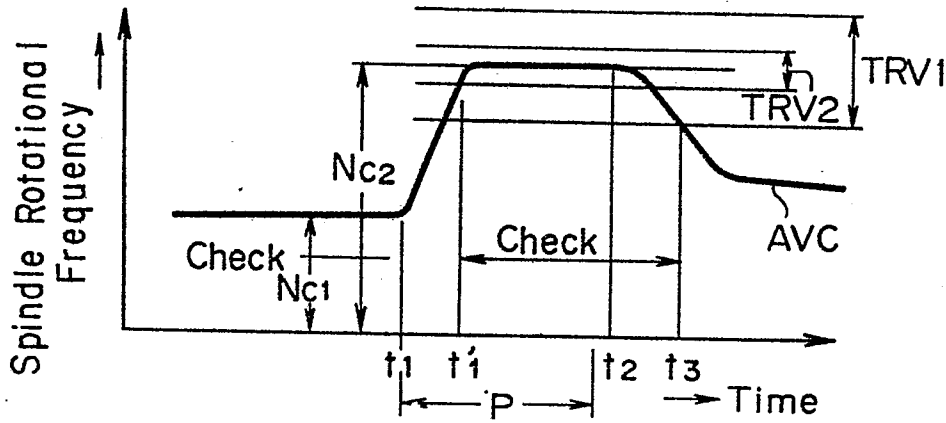 Spindle Rotational
Frequency
TRV1
TRV2
Nc2
AVC
Check
Check
Nc1
t1
t'1
t2
t3
P
Time